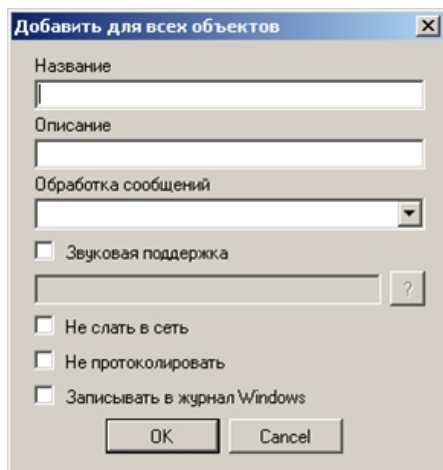 Добавить для всех объектов
Название
Описание
Обработка сообщений
Звуковая поддержка
?
Не слать в сеть
Не протоколировать
Записывать в журнал Windows
OK Cancel